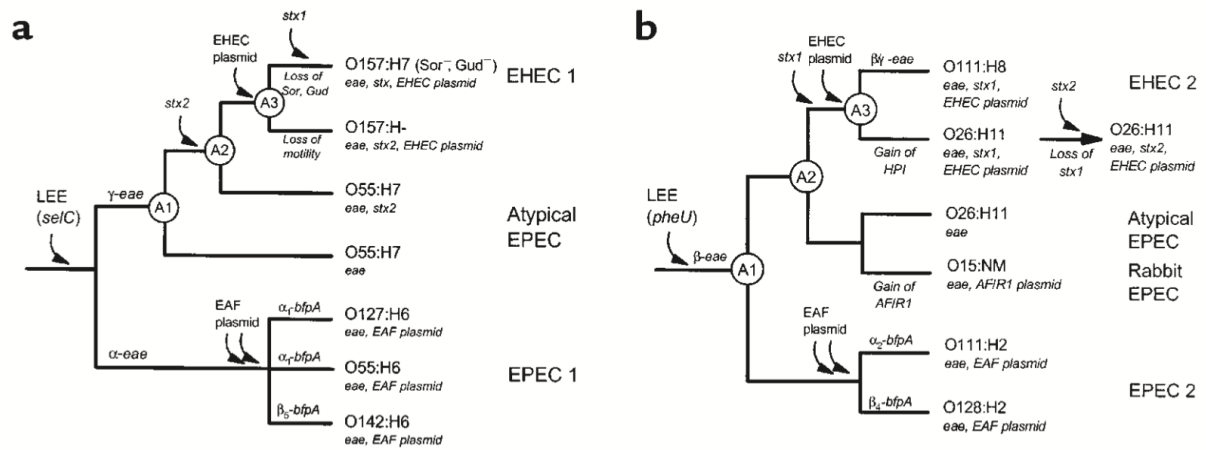 a
stx1
EHEC
plasmid
O157:H7 (Sor⁻, Gud⁻)
eae, stx, EHEC plasmid
EHEC 1
Loss of
Sor, Gud
A3
stx2
O157:H-
eae, stx2, EHEC plasmid
Loss of
motility
A2
LEE
(selC)
γ-eae
A1
O55:H7
eae, stx2
Atypical
EPEC
O55:H7
eae
EAF
plasmid
α1-bfpA
O127:H6
eae, EAF plasmid
α-eae
α1-bfpA
O55:H6
eae, EAF plasmid
EPEC 1
β5-bfpA
O142:H6
eae, EAF plasmid
b
stx1
EHEC
plasmid
βγ-eae
O111:H8
eae, stx1,
EHEC plasmid
EHEC 2
A3
stx2
Gain of
HPI
O26:H11
eae, stx1,
EHEC plasmid
Loss of
stx1
O26:H11
eae, stx2,
EHEC plasmid
A2
LEE
(pheU)
β-eae
A1
O26:H11
eae
Atypical
EPEC
Gain of
AF/R1
O15:NM
eae, AF/R1 plasmid
Rabbit
EPEC
EAF
plasmid
α2-bfpA
O111:H2
eae, EAF plasmid
EPEC 2
β4-bfpA
O128:H2
eae, EAF plasmid